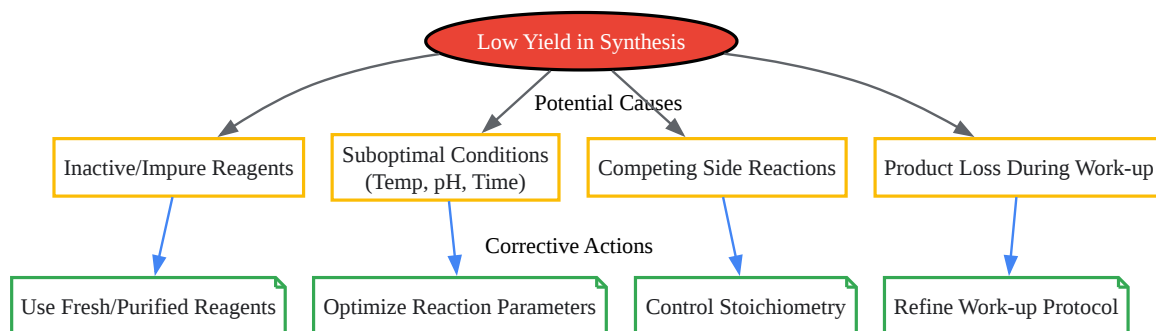 Low Yield in Synthesis
Potential Causes
Inactive/Impure Reagents
Suboptimal Conditions
(Temp, pH, Time)
Competing Side Reactions
Product Loss During Work-up
Corrective Actions
Use Fresh/Purified Reagents
Optimize Reaction Parameters
Control Stoichiometry
Refine Work-up Protocol